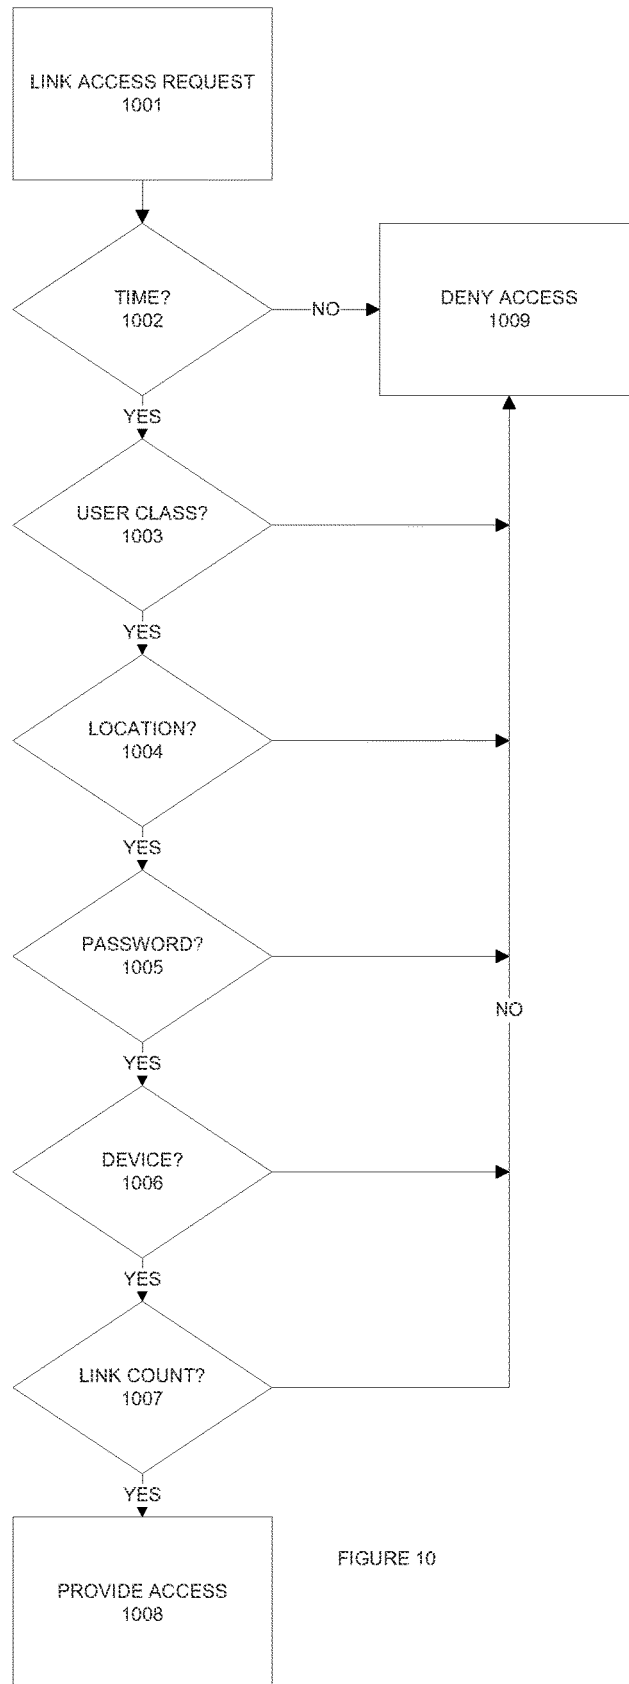 LINK ACCESS REQUEST
1001
TIME?
1002
NO
DENY ACCESS
1009
YES
USER CLASS?
1003
YES
LOCATION?
1004
YES
PASSWORD?
1005
NO
YES
DEVICE?
1006
YES
LINK COUNT?
1007
YES
FIGURE 10
PROVIDE ACCESS
1008